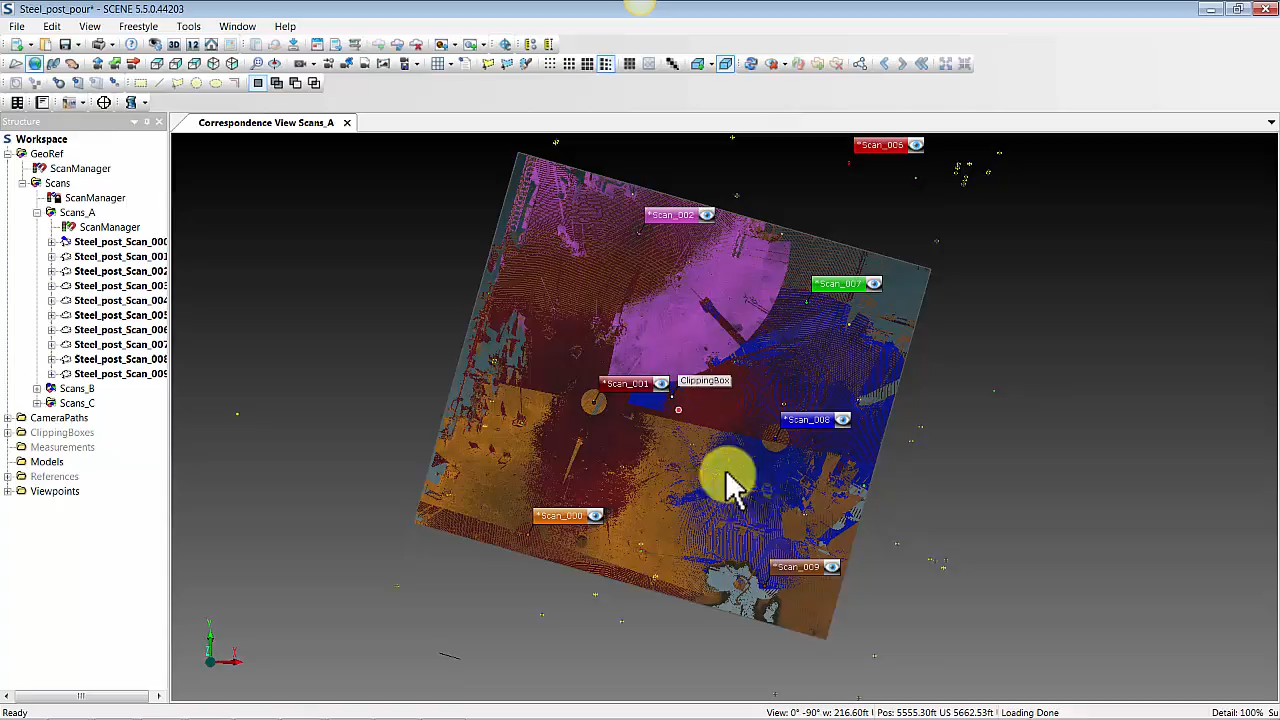 Steel_post_pour* - SCENE 5.5.0.44203
File Edit View Freestyle Tools Window Help
Structure
Correspondence View Scans_A
Workspace
GeoRef
ScanManager
Scans
ScanManager
Scans_A
ScanManager
Steel_post_Scan_000
Steel_post_Scan_001
Steel_post_Scan_002
Steel_post_Scan_003
Steel_post_Scan_004
Steel_post_Scan_005
Steel_post_Scan_006
Steel_post_Scan_007
Steel_post_Scan_008
Steel_post_Scan_009
Scans_B
Scans_C
CameraPaths
ClippingBoxes
Measurements
Models
References
Viewpoints
*Scan_006
*Scan_002
*Scan_007
*Scan_001
ClippingBox
*Scan_008
*Scan_000
*Scan_009
Ready
View: 0° -90° w: 216.60ft Pos: 5555.30ft US 5662.53ft Loading Done
Detail: 100% Su